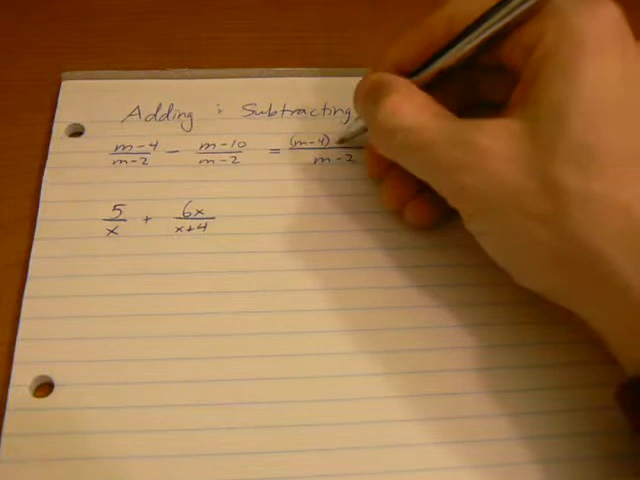 Adding & Subtracting
(m-4)/(m-2) - (m-10)/(m-2) = (m-4)/(m-2)
5/x + 6x/(x+4)